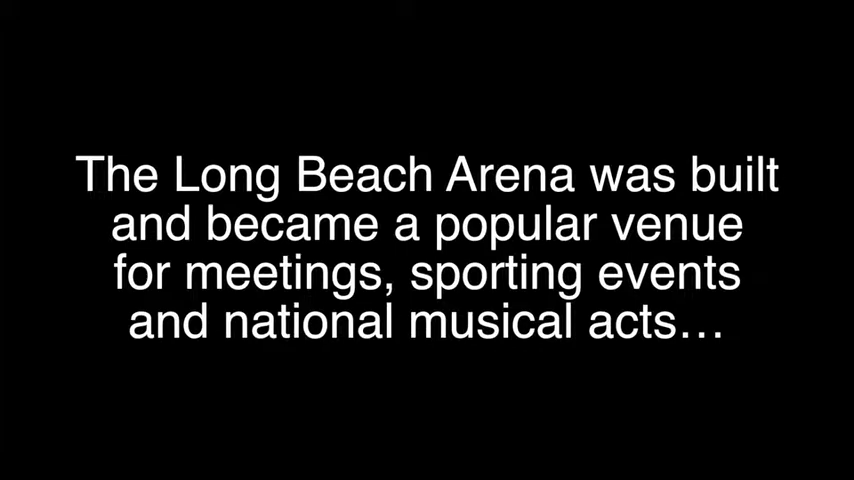 The Long Beach Arena was built
and became a popular venue
for meetings, sporting events
and national musical acts…